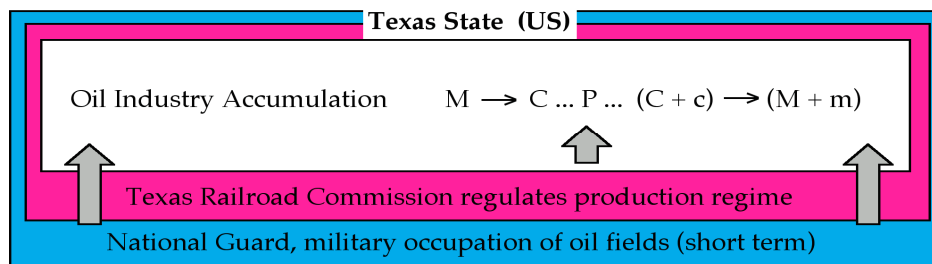 Texas State (US)
Oil Industry Accumulation M → C ... P ... (C + c) → (M + m)
Texas Railroad Commission regulates production regime
National Guard, military occupation of oil fields (short term)